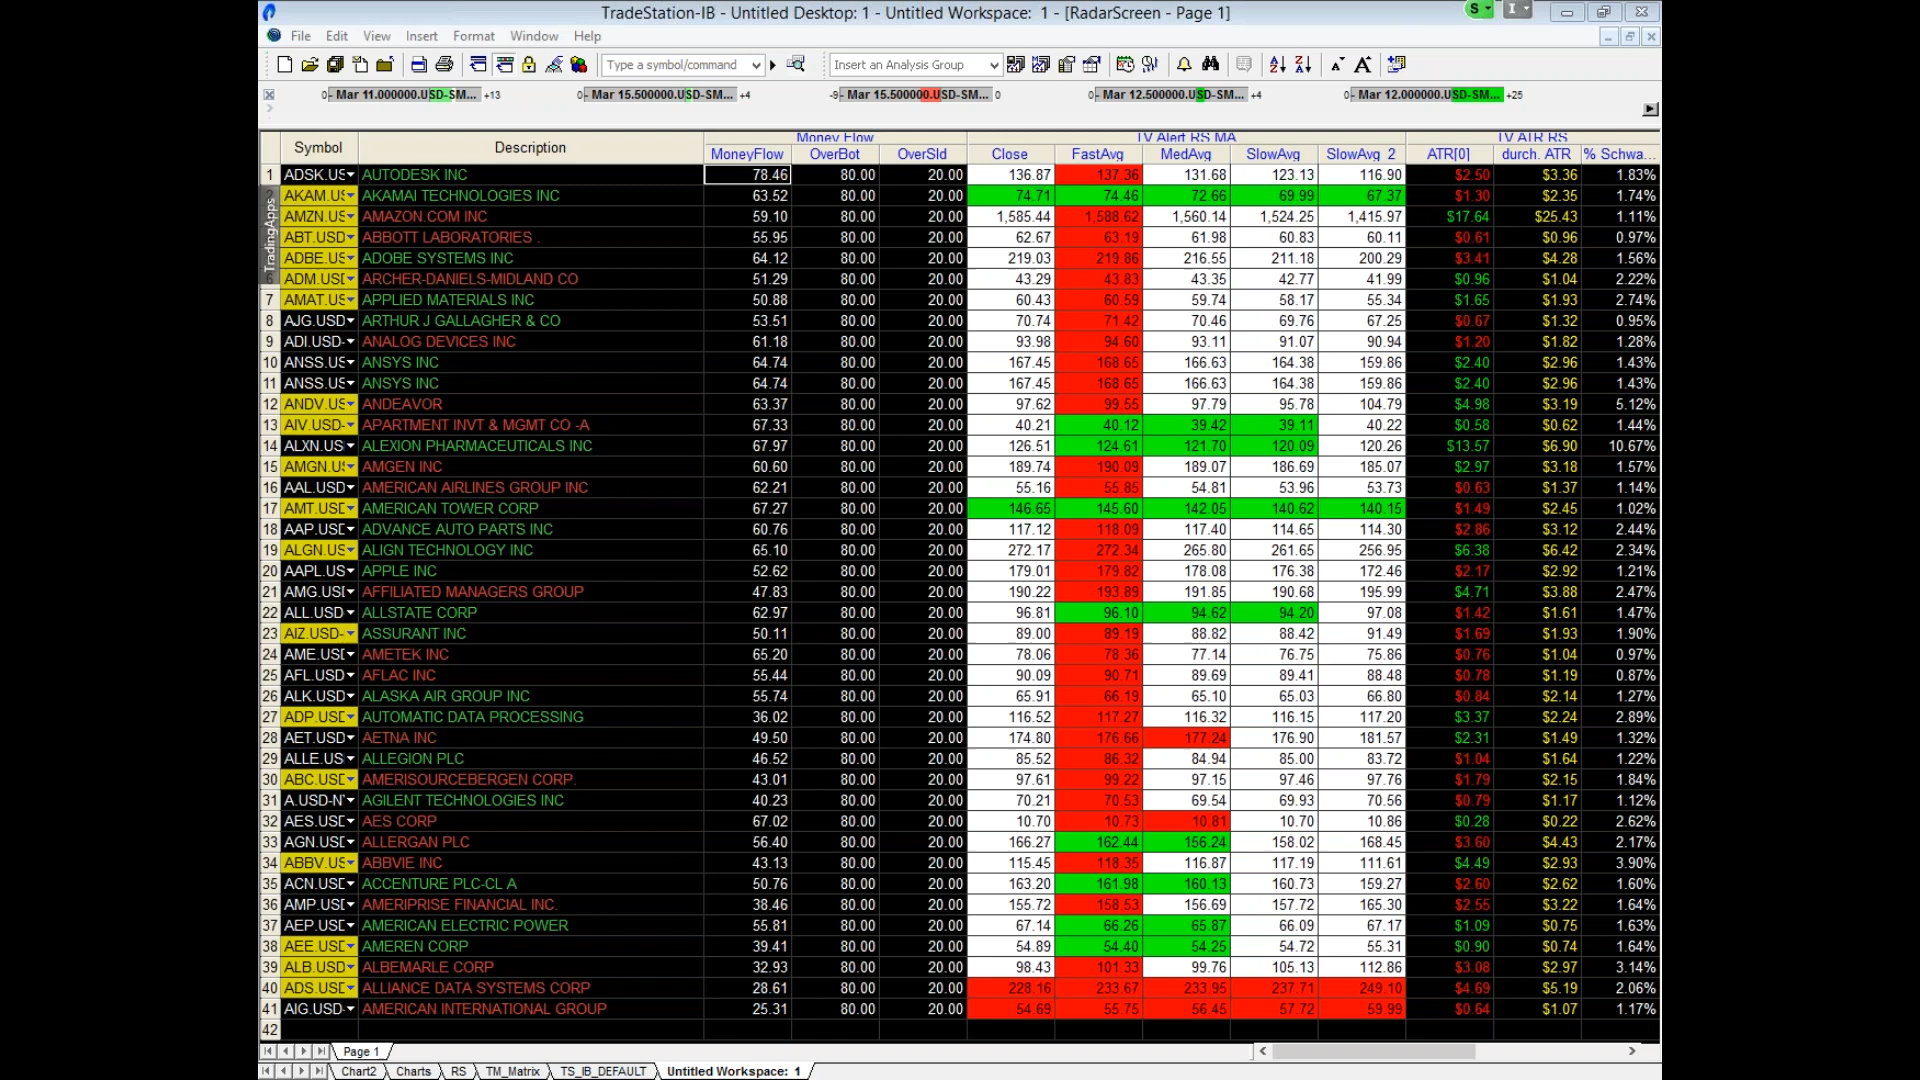 TradeStation-IB - Untitled Desktop: 1 - Untitled Workspace: 1 - [RadarScreen - Page 1]
S I
File Edit View Insert Format Window Help
Type a symbol/command Insert an Analysis Group
0 Mar 11.000000.USD-SM... +13 0 Mar 15.500000.USD-SM... +4 -9 Mar 15.500000.USD-SM... 0 0 Mar 12.500000.USD-SM... +4 0 Mar 12.000000.USD-SM... +25
Money Flow TV Alert RS MA TV ATR RS
Symbol Description MoneyFlow OverBot OverSld Close FastAvg MedAvg SlowAvg SlowAvg 2 ATR[0] durch. ATR % Schwa...
TradingApps
1 ADSK.US AUTODESK INC 78.46 80.00 20.00 136.87 137.36 131.68 123.13 116.90 $2.50 $3.36 1.83%
2 AKAM.US AKAMAI TECHNOLOGIES INC 63.52 80.00 20.00 74.71 74.46 72.66 69.99 67.37 $1.30 $2.35 1.74%
AMZN.US AMAZON.COM INC 59.10 80.00 20.00 1,585.44 1,588.62 1,560.14 1,524.25 1,415.97 $17.64 $25.43 1.11%
ABT.USD ABBOTT LABORATORIES . 55.95 80.00 20.00 62.67 63.19 61.98 60.83 60.11 $0.61 $0.96 0.97%
ADBE.US ADOBE SYSTEMS INC 64.12 80.00 20.00 219.03 219.86 216.55 211.18 200.29 $3.41 $4.28 1.56%
ADM.USD ARCHER-DANIELS-MIDLAND CO 51.29 80.00 20.00 43.29 43.83 43.35 42.77 41.99 $0.96 $1.04 2.22%
7 AMAT.US APPLIED MATERIALS INC 50.88 80.00 20.00 60.43 60.59 59.74 58.17 55.34 $1.65 $1.93 2.74%
8 AJG.USD ARTHUR J GALLAGHER & CO 53.51 80.00 20.00 70.74 71.42 70.46 69.76 67.25 $0.67 $1.32 0.95%
9 ADI.USD- ANALOG DEVICES INC 61.18 80.00 20.00 93.98 94.60 93.11 91.07 90.94 $1.20 $1.82 1.28%
10 ANSS.US ANSYS INC 64.74 80.00 20.00 167.45 168.65 166.63 164.38 159.86 $2.40 $2.96 1.43%
11 ANSS.US ANSYS INC 64.74 80.00 20.00 167.45 168.65 166.63 164.38 159.86 $2.40 $2.96 1.43%
12 ANDV.US ANDEAVOR 63.37 80.00 20.00 97.62 99.55 97.79 95.78 104.79 $4.98 $3.19 5.12%
13 AIV.USD- APARTMENT INVT & MGMT CO -A 67.33 80.00 20.00 40.21 40.12 39.42 39.11 40.22 $0.58 $0.62 1.44%
14 ALXN.US ALEXION PHARMACEUTICALS INC 67.97 80.00 20.00 126.51 124.61 121.70 120.09 120.26 $13.57 $6.90 10.67%
15 AMGN.US AMGEN INC 60.60 80.00 20.00 189.74 190.09 189.07 186.69 185.07 $2.97 $3.18 1.57%
16 AAL.USD AMERICAN AIRLINES GROUP INC 62.21 80.00 20.00 55.16 55.85 54.81 53.96 53.73 $0.63 $1.37 1.14%
17 AMT.USD AMERICAN TOWER CORP 67.27 80.00 20.00 146.65 145.60 142.05 140.62 140.15 $1.49 $2.45 1.02%
18 AAP.USD ADVANCE AUTO PARTS INC 60.76 80.00 20.00 117.12 118.09 117.40 114.65 114.30 $2.86 $3.12 2.44%
19 ALGN.US ALIGN TECHNOLOGY INC 65.10 80.00 20.00 272.17 272.34 265.80 261.65 256.95 $6.38 $6.42 2.34%
20 AAPL.US APPLE INC 52.62 80.00 20.00 179.01 179.82 178.08 176.38 172.46 $2.17 $2.92 1.21%
21 AMG.USD AFFILIATED MANAGERS GROUP 47.83 80.00 20.00 190.22 193.89 191.85 190.68 195.99 $4.71 $3.88 2.47%
22 ALL.USD ALLSTATE CORP 62.97 80.00 20.00 96.81 96.10 94.62 94.20 97.08 $1.42 $1.61 1.47%
23 AIZ.USD- ASSURANT INC 50.11 80.00 20.00 89.00 89.19 88.82 88.42 91.49 $1.69 $1.93 1.90%
24 AME.USD AMETEK INC 65.20 80.00 20.00 78.06 78.36 77.14 76.75 75.86 $0.76 $1.04 0.97%
25 AFL.USD AFLAC INC 55.44 80.00 20.00 90.09 90.71 89.69 89.41 88.48 $0.78 $1.19 0.87%
26 ALK.USD ALASKA AIR GROUP INC 55.74 80.00 20.00 65.91 66.19 65.10 65.03 66.80 $0.84 $2.14 1.27%
27 ADP.USD AUTOMATIC DATA PROCESSING 36.02 80.00 20.00 116.52 117.27 116.32 116.15 117.20 $3.37 $2.24 2.89%
28 AET.USD AETNA INC 49.50 80.00 20.00 174.80 176.66 177.24 176.90 181.57 $2.31 $1.49 1.32%
29 ALLE.US ALLEGION PLC 46.52 80.00 20.00 85.52 86.32 84.94 85.00 83.72 $1.04 $1.64 1.22%
30 ABC.USD AMERISOURCEBERGEN CORP. 43.01 80.00 20.00 97.61 99.22 97.15 97.46 97.76 $1.79 $2.15 1.84%
31 A.USD-N AGILENT TECHNOLOGIES INC 40.23 80.00 20.00 70.21 70.53 69.54 69.93 70.56 $0.79 $1.17 1.12%
32 AES.USD AES CORP 67.02 80.00 20.00 10.70 10.73 10.81 10.70 10.86 $0.28 $0.22 2.62%
33 AGN.USD ALLERGAN PLC 56.40 80.00 20.00 166.27 162.44 156.24 158.02 168.45 $3.60 $4.43 2.17%
34 ABBV.US ABBVIE INC 43.13 80.00 20.00 115.45 118.35 116.87 117.19 111.61 $4.49 $2.93 3.90%
35 ACN.USD ACCENTURE PLC-CL A 50.76 80.00 20.00 163.20 161.98 160.13 160.73 159.27 $2.60 $2.62 1.60%
36 AMP.USD AMERIPRISE FINANCIAL INC. 38.46 80.00 20.00 155.72 158.53 156.69 157.72 165.30 $2.55 $3.22 1.64%
37 AEP.USD AMERICAN ELECTRIC POWER 55.81 80.00 20.00 67.14 66.26 65.87 66.09 67.17 $1.09 $0.75 1.63%
38 AEE.USD AMEREN CORP 39.41 80.00 20.00 54.89 54.40 54.25 54.72 55.31 $0.90 $0.74 1.64%
39 ALB.USD ALBEMARLE CORP 32.93 80.00 20.00 98.43 101.33 99.76 105.13 112.86 $3.08 $2.97 3.14%
40 ADS.USD ALLIANCE DATA SYSTEMS CORP 28.61 80.00 20.00 228.16 233.67 233.95 237.71 249.10 $4.69 $5.19 2.06%
41 AIG.USD- AMERICAN INTERNATIONAL GROUP 25.31 80.00 20.00 54.69 55.75 56.45 57.72 59.99 $0.64 $1.07 1.17%
42
Page 1
Chart2 Charts RS TM_Matrix TS_IB_DEFAULT Untitled Workspace: 1